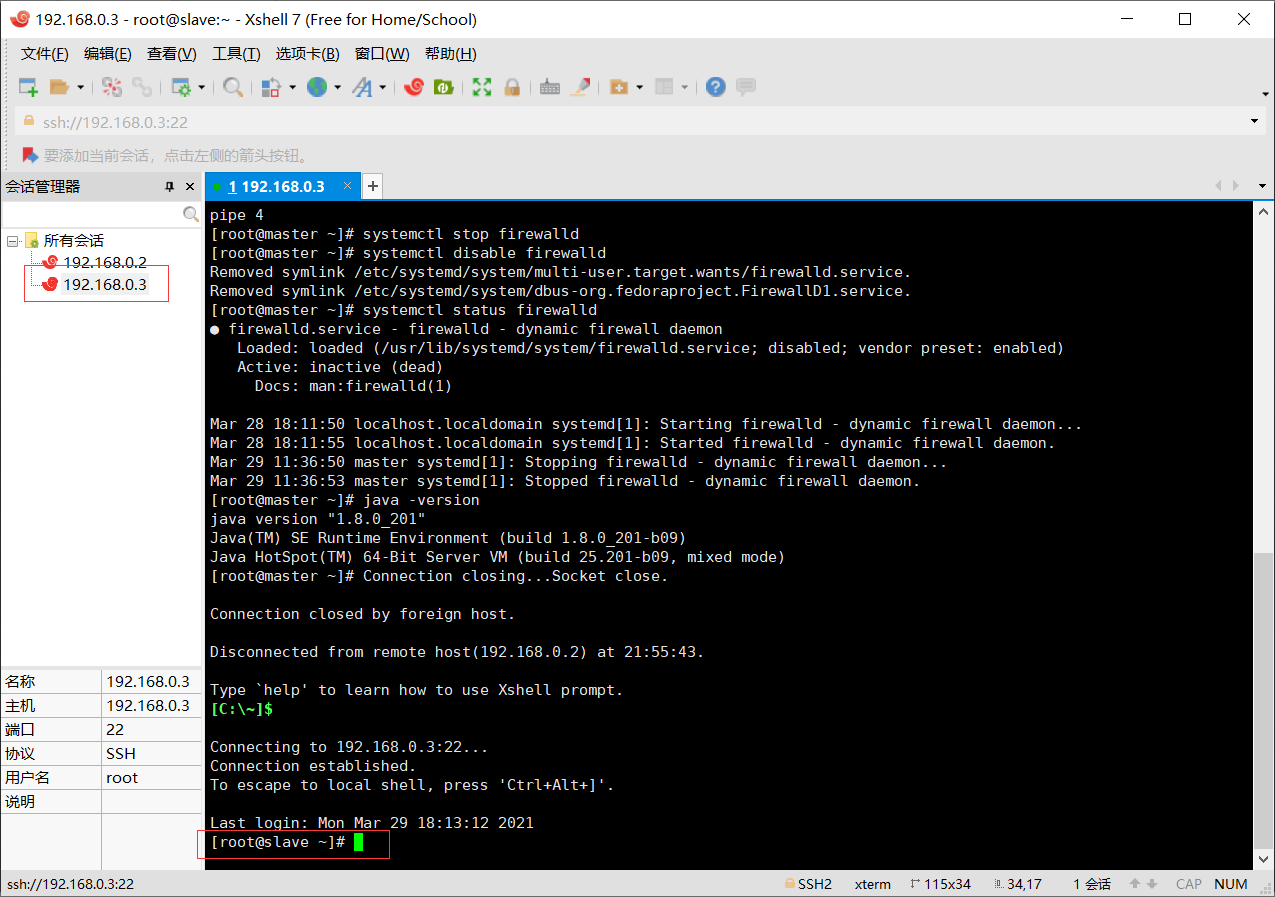 192.168.0.3 - root@slave:~ - Xshell 7 (Free for Home/School)
文件(F) 编辑(E) 查看(V) 工具(T) 选项卡(B) 窗口(W) 帮助(H)
ssh://192.168.0.3:22
要添加当前会话，点击左侧的箭头按钮。
会话管理器
所有会话
192.168.0.2
192.168.0.3
名称 192.168.0.3
主机 192.168.0.3
端口 22
协议 SSH
用户名 root
说明
1 192.168.0.3
pipe 4
[root@master ~]# systemctl stop firewalld
[root@master ~]# systemctl disable firewalld
Removed symlink /etc/systemd/system/multi-user.target.wants/firewalld.service.
Removed symlink /etc/systemd/system/dbus-org.fedoraproject.FirewallD1.service.
[root@master ~]# systemctl status firewalld
● firewalld.service - firewalld - dynamic firewall daemon
Loaded: loaded (/usr/lib/systemd/system/firewalld.service; disabled; vendor preset: enabled)
Active: inactive (dead)
Docs: man:firewalld(1)
Mar 28 18:11:50 localhost.localdomain systemd[1]: Starting firewalld - dynamic firewall daemon...
Mar 28 18:11:55 localhost.localdomain systemd[1]: Started firewalld - dynamic firewall daemon.
Mar 29 11:36:50 master systemd[1]: Stopping firewalld - dynamic firewall daemon...
Mar 29 11:36:53 master systemd[1]: Stopped firewalld - dynamic firewall daemon.
[root@master ~]# java -version
java version "1.8.0_201"
Java(TM) SE Runtime Environment (build 1.8.0_201-b09)
Java HotSpot(TM) 64-Bit Server VM (build 25.201-b09, mixed mode)
[root@master ~]# Connection closing...Socket close.
Connection closed by foreign host.
Disconnected from remote host(192.168.0.2) at 21:55:43.
Type `help' to learn how to use Xshell prompt.
[C:\~]$
Connecting to 192.168.0.3:22...
Connection established.
To escape to local shell, press 'Ctrl+Alt+]'.
Last login: Mon Mar 29 18:13:12 2021
[root@slave ~]#
ssh://192.168.0.3:22 SSH2 xterm 115x34 34,17 1 会话 CAP NUM